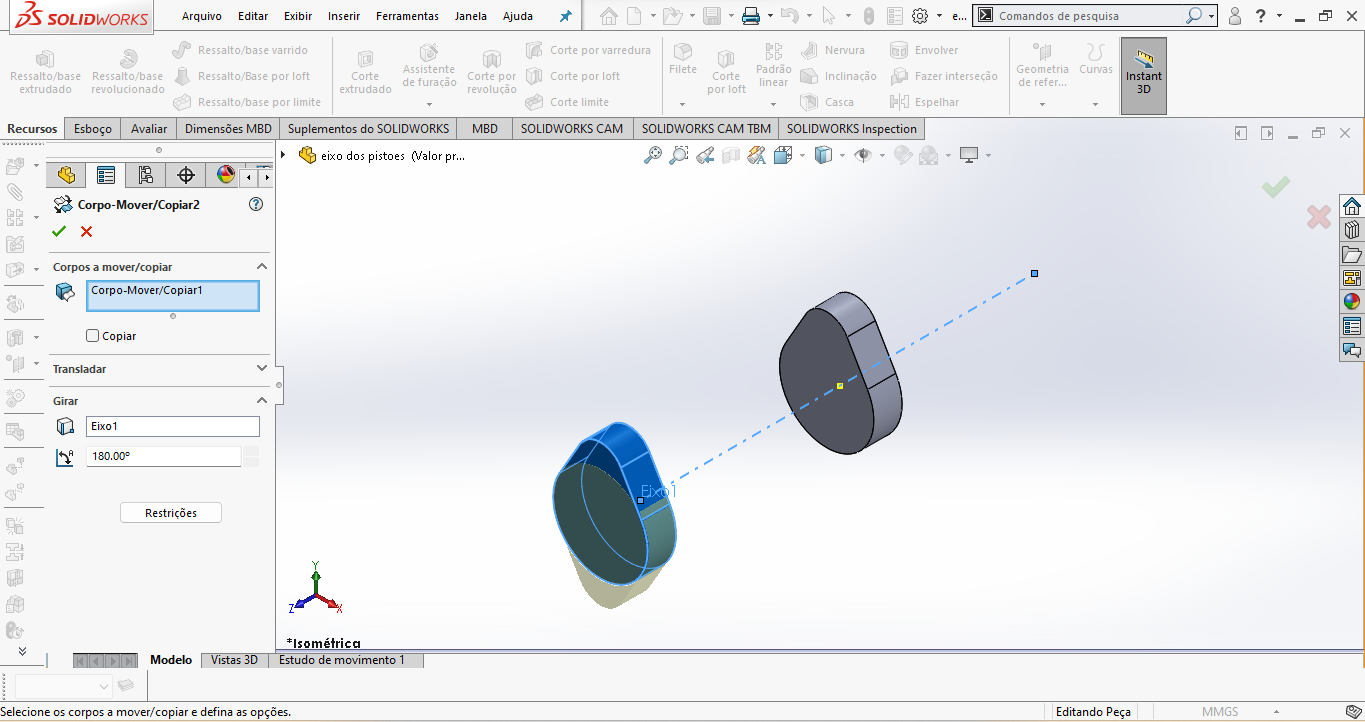 SOLIDWORKS Arquivo Editar Exibir Inserir Ferramentas Janela Ajuda e... Comandos de pesquisa ?
Ressalto/base extrudado
Ressalto/base revolucionado
Ressalto/base varrido
Ressalto/Base por loft
Ressalto/base por limite
Corte extrudado
Assistente de furação
Corte por revolução
Corte por varredura
Corte por loft
Corte limite
Filete
Corte por loft
Padrão linear
Nervura
Inclinação
Casca
Envolver
Fazer interseção
Espelhar
Geometria de refer...
Curvas
Instant 3D
Recursos Esboço Avaliar Dimensões MBD Suplementos do SOLIDWORKS MBD SOLIDWORKS CAM SOLIDWORKS CAM TBM SOLIDWORKS Inspection
eixo dos pistoes (Valor pr...
Corpo-Mover/Copiar2 ?
Corpos a mover/copiar
Corpo-Mover/Copiar1
Copiar
Transladar
Girar
Eixo1
180.00º
Restrições
Eixo1
Y
Z X
*Isométrica
Modelo Vistas 3D Estudo de movimento 1
Selecione os corpos a mover/copiar e defina as opções. Editando Peça MMGS